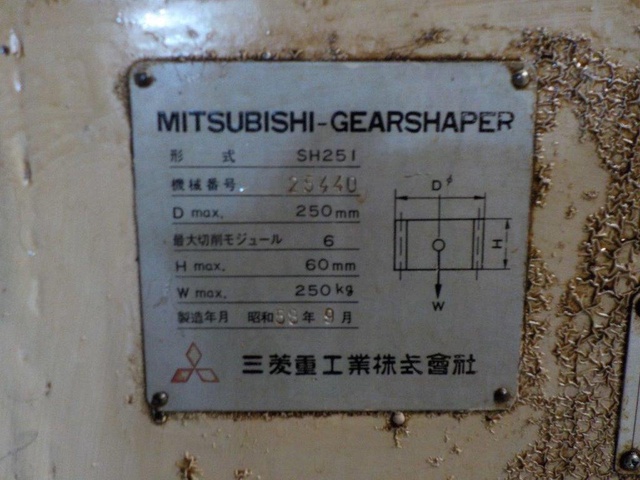 MITSUBISHI-GEARSHAPER
形 式 SH251
機械番号 25440
D max. 250mm
最大切削モジュール 6
H max. 60mm
W max. 250kg
製造年月 昭和 年 9月
Dφ
H
W
三菱重工業株式會社